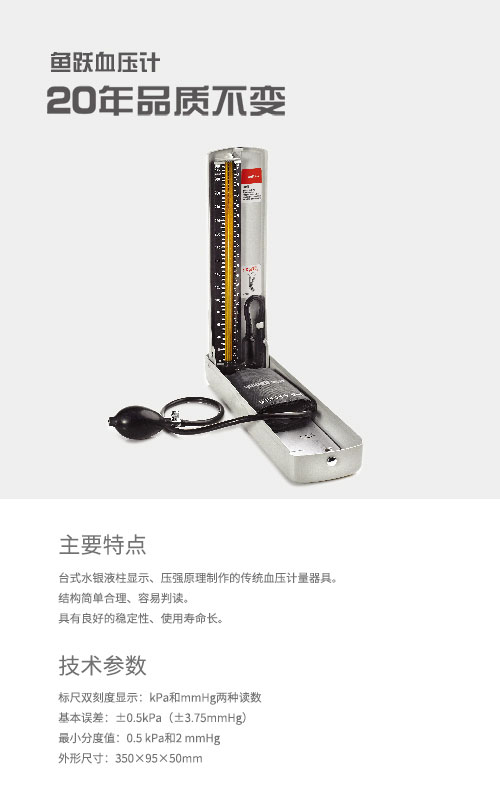 鱼跃血压计
20年品质不变
主要特点
台式水银液柱显示、压强原理制作的传统血压计量器具。
结构简单合理、容易判读。
具有良好的稳定性、使用寿命长。
技术参数
标尺双刻度显示：kPa和mmHg两种读数
基本误差：±0.5kPa（±3.75mmHg）
最小分度值：0.5 kPa和2 mmHg
外形尺寸：350×95×50mm